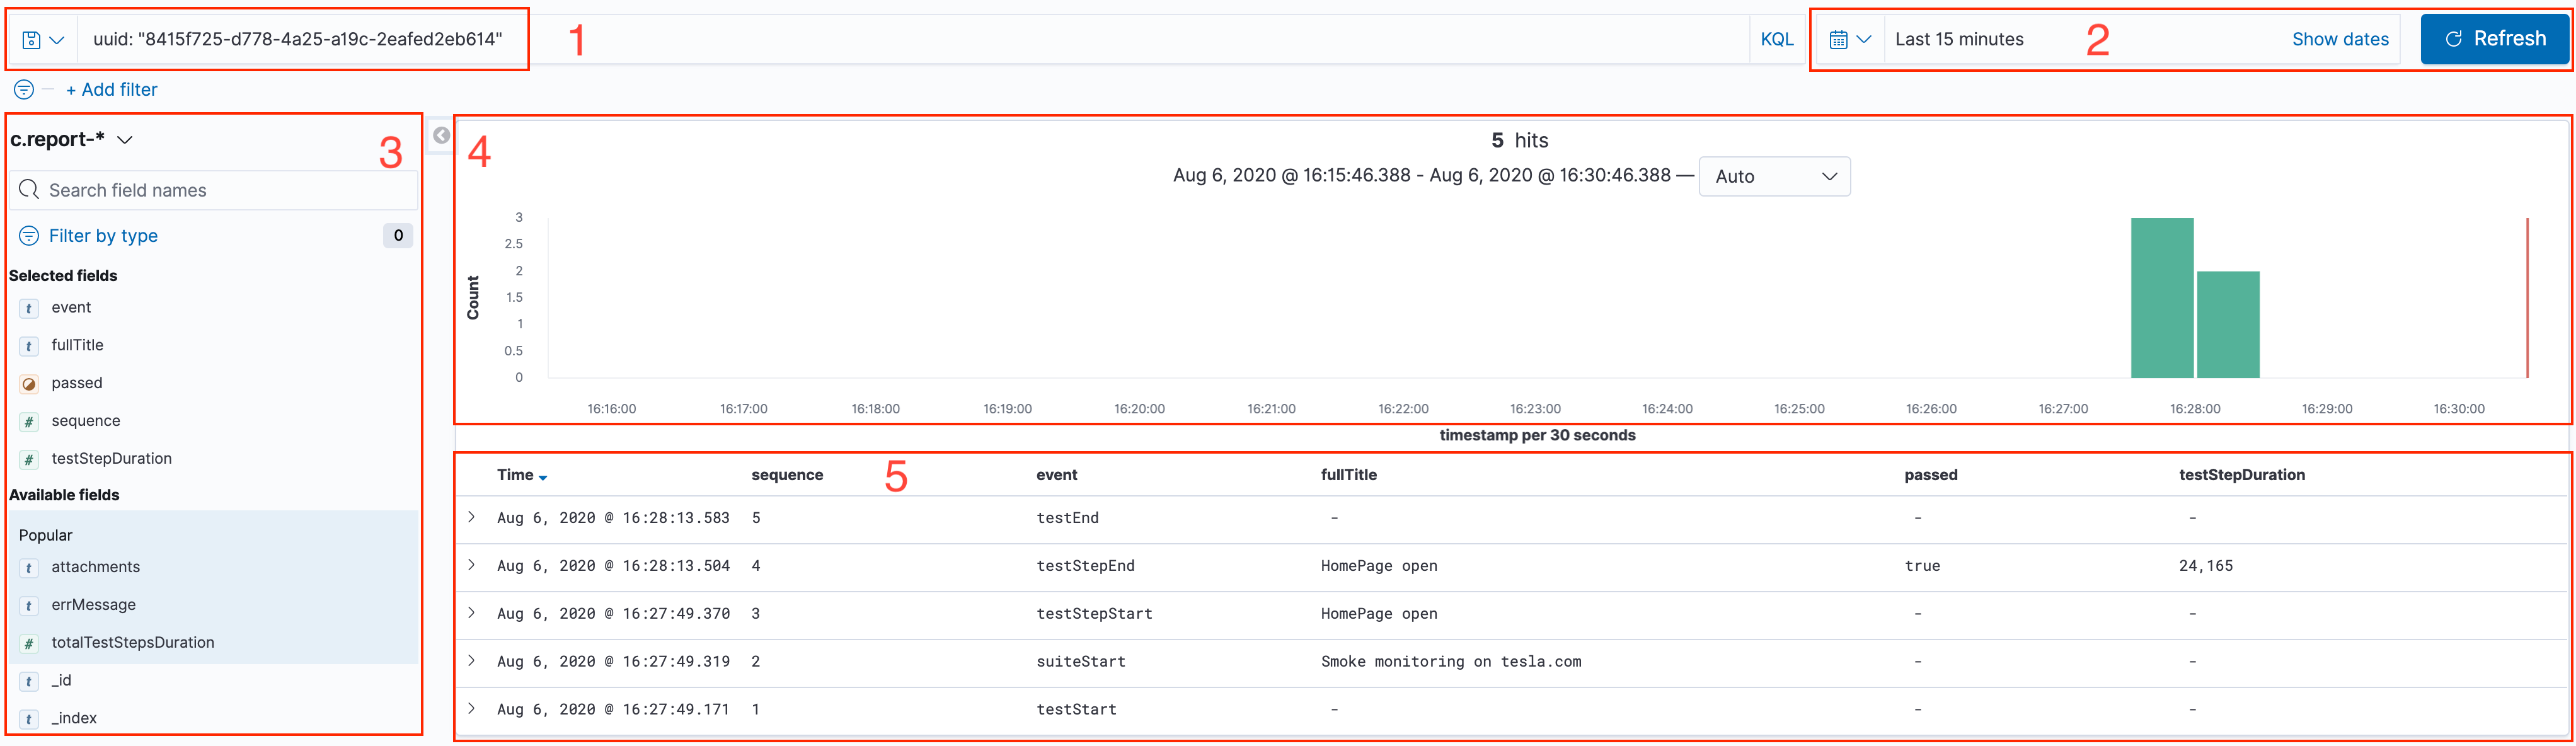 uuid: "8415f725-d778-4a25-a19c-2eafed2eb614"
1
KQL
Last 15 minutes
2
Show dates
Refresh
+ Add filter
c.report-*
3
Search field names
Filter by type
0
Selected fields
t event
t fullTitle
passed
# sequence
# testStepDuration
Available fields
Popular
t attachments
t errMessage
# totalTestStepsDuration
t _id
t _index
4
5 hits
Aug 6, 2020 @ 16:15:46.388 - Aug 6, 2020 @ 16:30:46.388 — Auto
Count
3
2.5
2
1.5
1
0.5
0
16:16:00 16:17:00 16:18:00 16:19:00 16:20:00 16:21:00 16:22:00 16:23:00 16:24:00 16:25:00 16:26:00 16:27:00 16:28:00 16:29:00 16:30:00
timestamp per 30 seconds
5
Time sequence event fullTitle passed testStepDuration
Aug 6, 2020 @ 16:28:13.583 5 testEnd - - -
Aug 6, 2020 @ 16:28:13.504 4 testStepEnd HomePage open true 24,165
Aug 6, 2020 @ 16:27:49.370 3 testStepStart HomePage open - -
Aug 6, 2020 @ 16:27:49.319 2 suiteStart Smoke monitoring on tesla.com - -
Aug 6, 2020 @ 16:27:49.171 1 testStart - - -